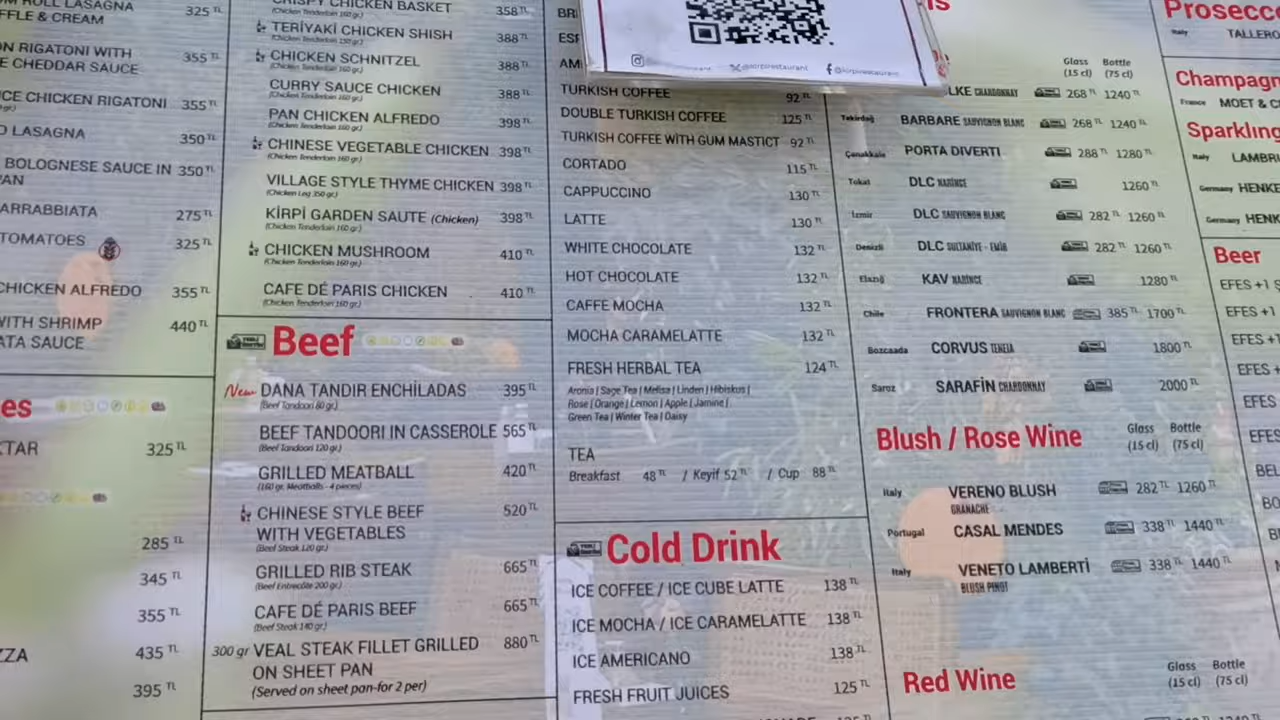 LASAGNA 325 TL
FFLE & CREAM
ON RIGATONI WITH 355 TL
E CHEDDAR SAUCE
CE CHICKEN RIGATONI 355 TL
LASAGNA 350 TL
BOLOGNESE SAUCE IN 350 TL
PAN
ARRABBIATA 275 TL
TOMATOES 325 TL
CHICKEN ALFREDO 355 TL
WITH SHRIMP 440 TL
ATA SAUCE
es
KTAR 325 TL
285 TL
345 TL
355 TL
ZZA 435 TL
395 TL
CRISPY CHICKEN BASKET 358 TL
(Chicken Tenderloin 160 gr.)
TERİYAKİ CHICKEN SHISH 388 TL
CHICKEN SCHNITZEL 388 TL
(Chicken Tenderloin 160 gr.)
CURRY SAUCE CHICKEN 388 TL
(Chicken Tenderloin 160 gr.)
PAN CHICKEN ALFREDO 398 TL
(Chicken Tenderloin 160 gr.)
CHINESE VEGETABLE CHICKEN 398 TL
(Chicken Tenderloin 160 gr.)
VILLAGE STYLE THYME CHICKEN 398 TL
(Chicken Leg 350 gr.)
KİRPİ GARDEN SAUTE (Chicken) 398 TL
(Chicken Tenderloin 160 gr.)
CHICKEN MUSHROOM 410 TL
(Chicken Tenderloin 160 gr.)
CAFE DÉ PARIS CHICKEN 410 TL
(Chicken Tenderloin 160 gr.)
Beef
New DANA TANDIR ENCHİLADAS 395 TL
(Beef Tandoori 80 gr.)
BEEF TANDOORI IN CASSEROLE 565 TL
(Beef Tandoori 120 gr.)
GRILLED MEATBALL 420 TL
(160 gr. Meatballs - 4 pieces)
CHINESE STYLE BEEF 520 TL
WITH VEGETABLES
(Beef Steak 120 gr.)
GRILLED RIB STEAK 665 TL
(Beef Entrecôte 200 gr.)
CAFE DÉ PARIS BEEF 665 TL
(Beef Steak 140 gr.)
300 gr VEAL STEAK FILLET GRILLED 880 TL
ON SHEET PAN
(Served on sheet pan-for 2 per)
BRI
ESP
AM
@kirpirestaurant @kirpirestaurant
TURKISH COFFEE 92 TL
DOUBLE TURKISH COFFEE 125 TL
TURKISH COFFEE WİTH GUM MASTICT 92 TL
CORTADO 115 TL
CAPPUCCINO 130 TL
LATTE 130 TL
WHITE CHOCOLATE 132 TL
HOT CHOCOLATE 132 TL
CAFFE MOCHA 132 TL
MOCHA CARAMELATTE 132 TL
FRESH HERBAL TEA 124 TL
Aronia | Sage Tea | Melisa | Linden | Hibiskus |
Rose | Orange | Lemon | Apple | Jamine |
Green Tea | Winter Tea | Daisy
TEA
Breakfast 48 TL / Keyif 52 TL / Cup 88 TL
Cold Drink
ICE COFFEE / ICE CUBE LATTE 138 TL
ICE MOCHA / ICE CARAMELATTE 138 TL
ICE AMERICANO 138 TL
FRESH FRUIT JUICES 125 TL
Glass Bottle
(15 cl) (75 cl)
LKE CHARDONNAY 268 TL 1240 TL
Tekirdağ BARBARE SAUVIGNON BLANC 268 TL 1240 TL
Çanakkale PORTA DIVERTI 288 TL 1280 TL
Tokat DLC NARİNCE 1260 TL
İzmir DLC SAUVIGNON BLANC 282 TL 1260 TL
Denizli DLC SULTANİYE - EMİR 282 TL 1260 TL
Elazığ KAV NARİNCE 1280 TL
Chile FRONTERA SAUVIGNON BLANC 385 TL 1700 TL
Bozcaada CORVUS TENEIA 1800 TL
Saroz SARAFİN CHARDONNAY 2000 TL
Blush / Rose Wine Glass Bottle
(15 cl) (75 cl)
Italy VERENO BLUSH 282 TL 1260 TL
GRANACHE
Portugal CASAL MENDES 338 TL 1440 TL
Italy VENETO LAMBERTİ 338 TL 1440 TL
BLUSH PINOT
Red Wine Glass Bottle
(15 cl) (75 cl)
Prosecco
Italy TALLERO
Champagn
France MOET & C
Sparkling
Italy LAMBRU
Germany HENKE
Germany HENK
Beer
EFES +1 Ş
EFES +1
EFES +
EFES +
EFES
EFES
BEL
BO